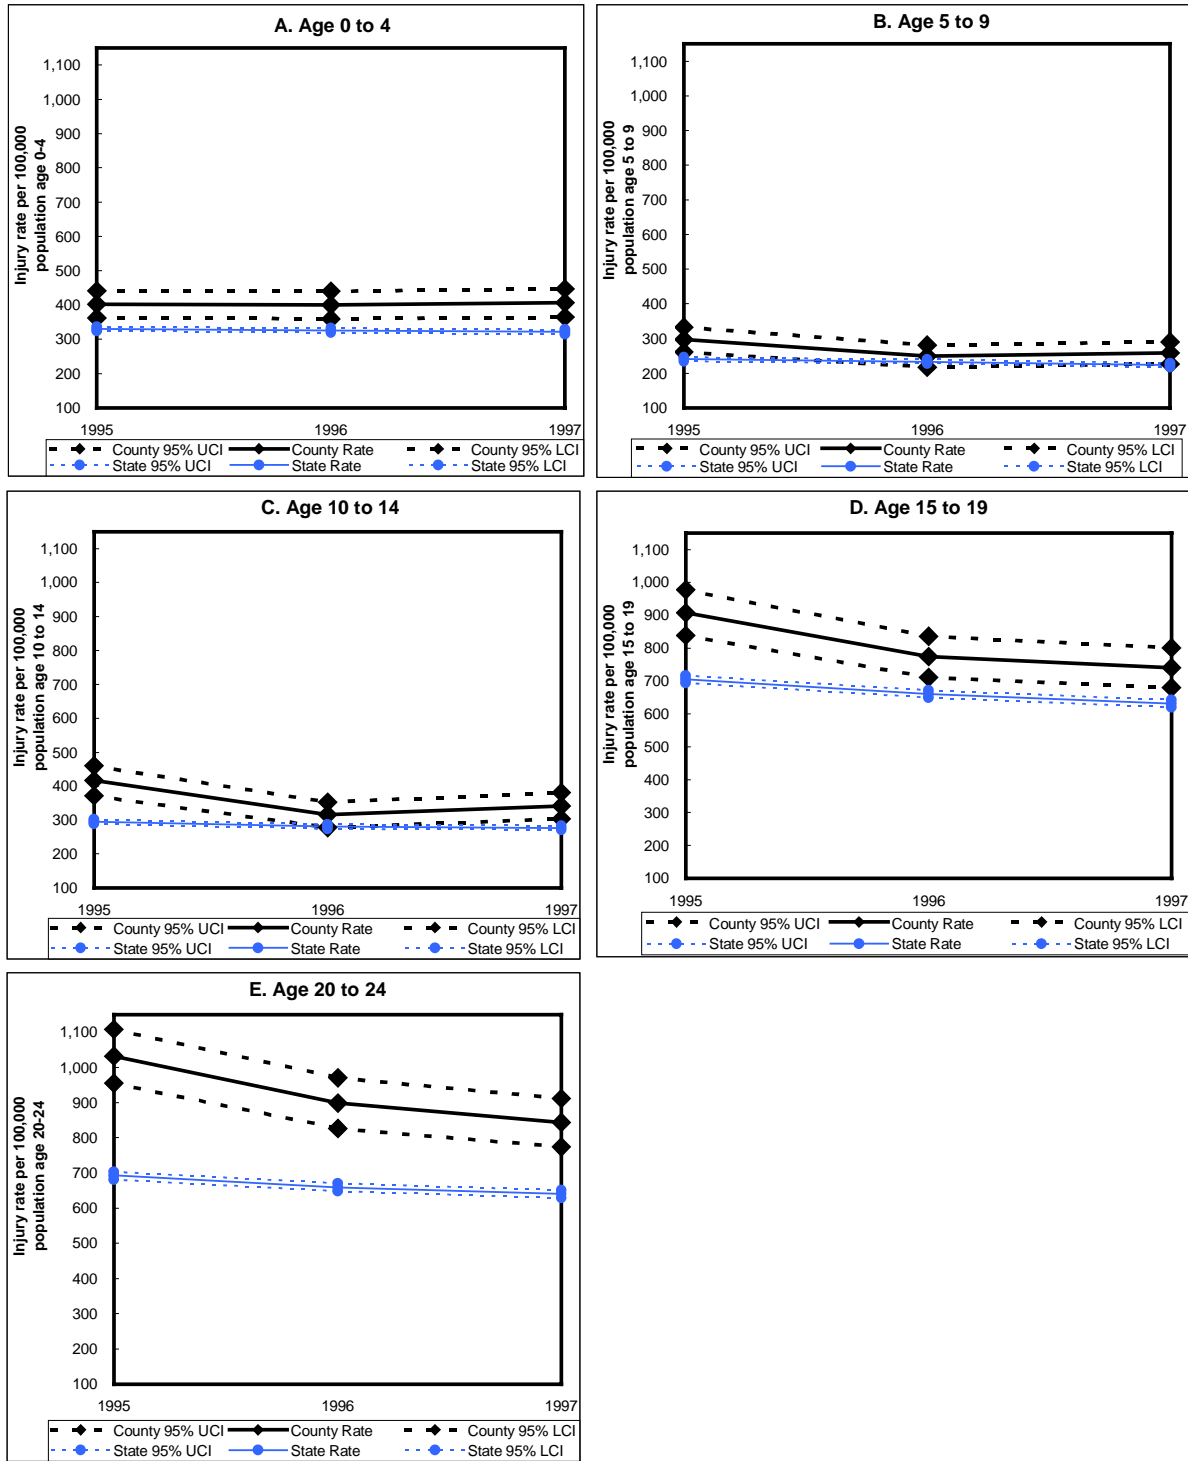 A. Age 0 to 4
Injury rate per 100,000
population age 0-4
1,100
1,000
900
800
700
600
500
400
300
200
100
1995
1996
1997
County 95% UCI
County Rate
County 95% LCI
State 95% UCI
State Rate
State 95% LCI
B. Age 5 to 9
Injury rate per 100,000
population age 5 to 9
1,100
1,000
900
800
700
600
500
400
300
200
100
1995
1996
1997
County 95% UCI
County Rate
County 95% LCI
State 95% UCI
State Rate
State 95% LCI
C. Age 10 to 14
Injury rate per 100,000
population age 10 to 14
1,100
1,000
900
800
700
600
500
400
300
200
100
1995
1996
1997
County 95% UCI
County Rate
County 95% LCI
State 95% UCI
State Rate
State 95% LCI
D. Age 15 to 19
Injury rate per 100,000
population age 15 to 19
1,100
1,000
900
800
700
600
500
400
300
200
100
1995
1996
1997
County 95% UCI
County Rate
County 95% LCI
State 95% UCI
State Rate
State 95% LCI
E. Age 20 to 24
Injury rate per 100,000
population age 20-24
1,100
1,000
900
800
700
600
500
400
300
200
100
1995
1996
1997
County 95% UCI
County Rate
County 95% LCI
State 95% UCI
State Rate
State 95% LCI